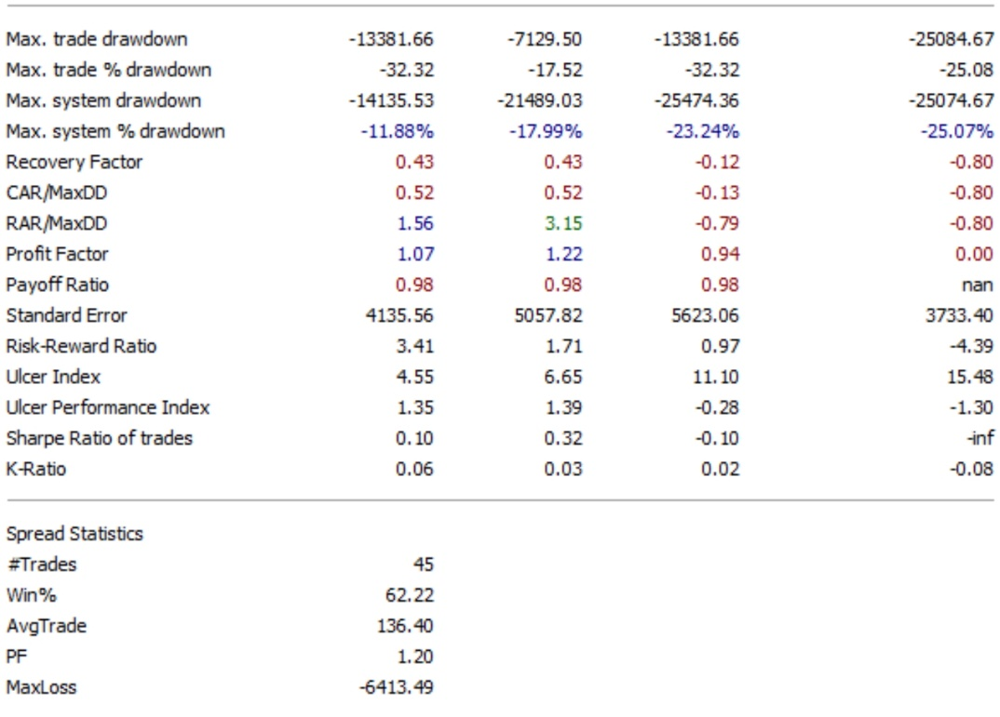 Max. trade drawdown -13381.66 -7129.50 -13381.66 -25084.67
Max. trade % drawdown -32.32 -17.52 -32.32 -25.08
Max. system drawdown -14135.53 -21489.03 -25474.36 -25074.67
Max. system % drawdown -11.88% -17.99% -23.24% -25.07%
Recovery Factor 0.43 0.43 -0.12 -0.80
CAR/MaxDD 0.52 0.52 -0.13 -0.80
RAR/MaxDD 1.56 3.15 -0.79 -0.80
Profit Factor 1.07 1.22 0.94 0.00
Payoff Ratio 0.98 0.98 0.98 nan
Standard Error 4135.56 5057.82 5623.06 3733.40
Risk-Reward Ratio 3.41 1.71 0.97 -4.39
Ulcer Index 4.55 6.65 11.10 15.48
Ulcer Performance Index 1.35 1.39 -0.28 -1.30
Sharpe Ratio of trades 0.10 0.32 -0.10 -inf
K-Ratio 0.06 0.03 0.02 -0.08
Spread Statistics
#Trades 45
Win% 62.22
AvgTrade 136.40
PF 1.20
MaxLoss -6413.49